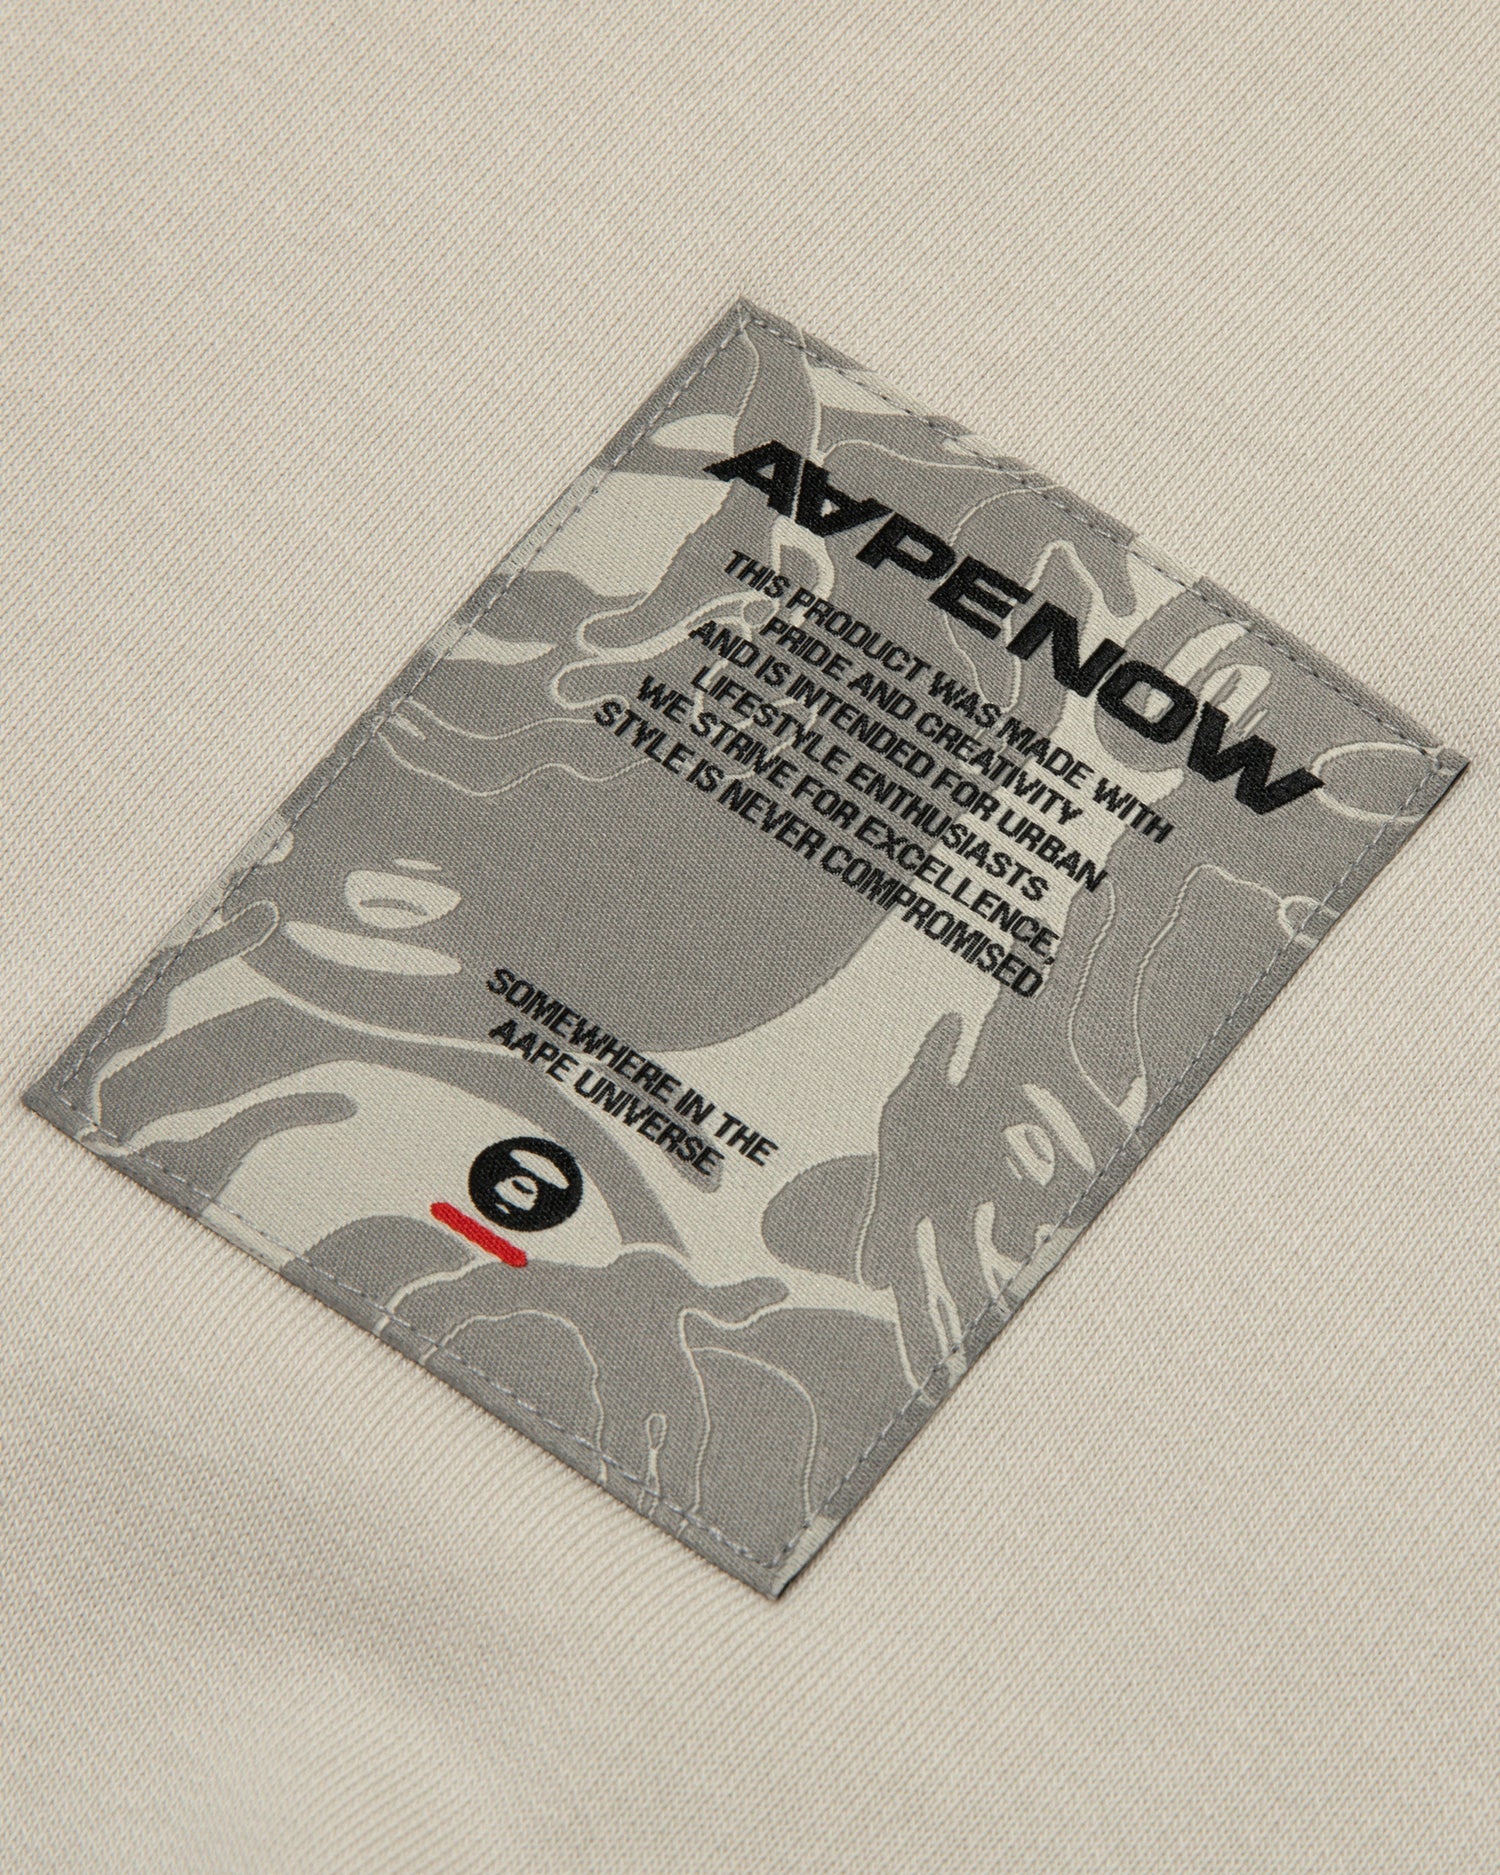 AAPENOW
THIS PRODUCT WAS MADE WITH
PRIDE AND CREATIVITY
AND IS INTENDED FOR URBAN
LIFESTYLE ENTHUSIASTS
WE STRIVE FOR EXCELLENCE,
STYLE IS NEVER COMPROMISED
SOMEWHERE IN THE
AAPE UNIVERSE